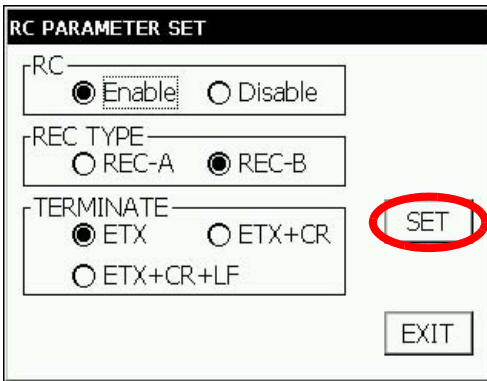 RC PARAMETER SET
RC
Enable Disable
REC TYPE
REC-A REC-B
TERMINATE
ETX ETX+CR
SET
ETX+CR+LF
EXIT